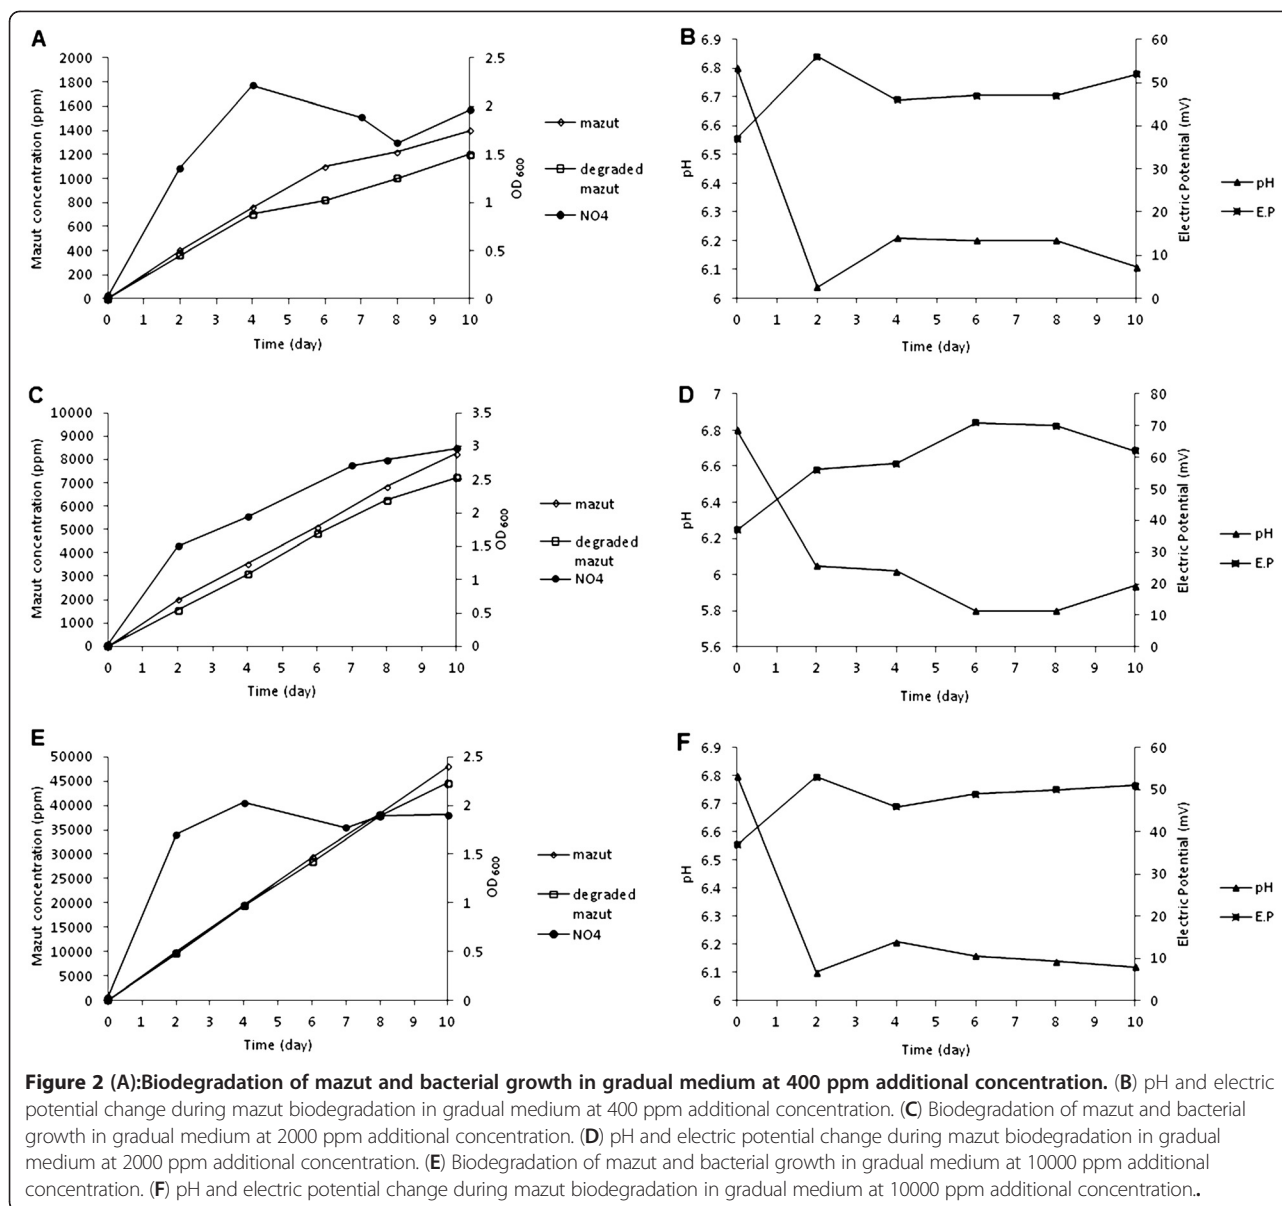 A
2000
1800
1600
1400
1200
1000
800
600
400
200
0
Mazut concentration (ppm)
2.5
2
1.5
1
0.5
0
OD600
0 1 2 3 4 5 6 7 8 9 10
Time (day)
mazut
degraded
mazut
NO4
B
6.9
6.8
6.7
6.6
6.5
6.4
6.3
6.2
6.1
6
pH
60
50
40
30
20
10
0
Electric Potential (mV)
0 1 2 3 4 5 6 7 8 9 10
Time (day)
pH
E.P
C
10000
9000
8000
7000
6000
5000
4000
3000
2000
1000
0
Mazut concentration (ppm)
3.5
3
2.5
2
1.5
1
0.5
0
OD600
0 1 2 3 4 5 6 7 8 9 10
Time (day)
mazut
degraded
mazut
NO4
D
7
6.8
6.6
6.4
6.2
6
5.8
5.6
pH
80
70
60
50
40
30
20
10
0
Electric Potential (mV)
0 1 2 3 4 5 6 7 8 9 10
Time (day)
pH
E.P
E
50000
45000
40000
35000
30000
25000
20000
15000
10000
5000
0
Mazut concentration (ppm)
2.5
2
1.5
1
0.5
0
OD600
0 1 2 3 4 5 6 7 8 9 10
Time (day)
mazut
degraded
mazut
NO4
F
6.9
6.8
6.7
6.6
6.5
6.4
6.3
6.2
6.1
6
pH
60
50
40
30
20
10
0
Electric Potential (mV)
0 1 2 3 4 5 6 7 8 9 10
Time (day)
pH
E.P
Figure 2 (A):Biodegradation of mazut and bacterial growth in gradual medium at 400 ppm additional concentration. (B) pH and electric
potential change during mazut biodegradation in gradual medium at 400 ppm additional concentration. (C) Biodegradation of mazut and bacterial
growth in gradual medium at 2000 ppm additional concentration. (D) pH and electric potential change during mazut biodegradation in gradual
medium at 2000 ppm additional concentration. (E) Biodegradation of mazut and bacterial growth in gradual medium at 10000 ppm additional
concentration. (F) pH and electric potential change during mazut biodegradation in gradual medium at 10000 ppm additional concentration..